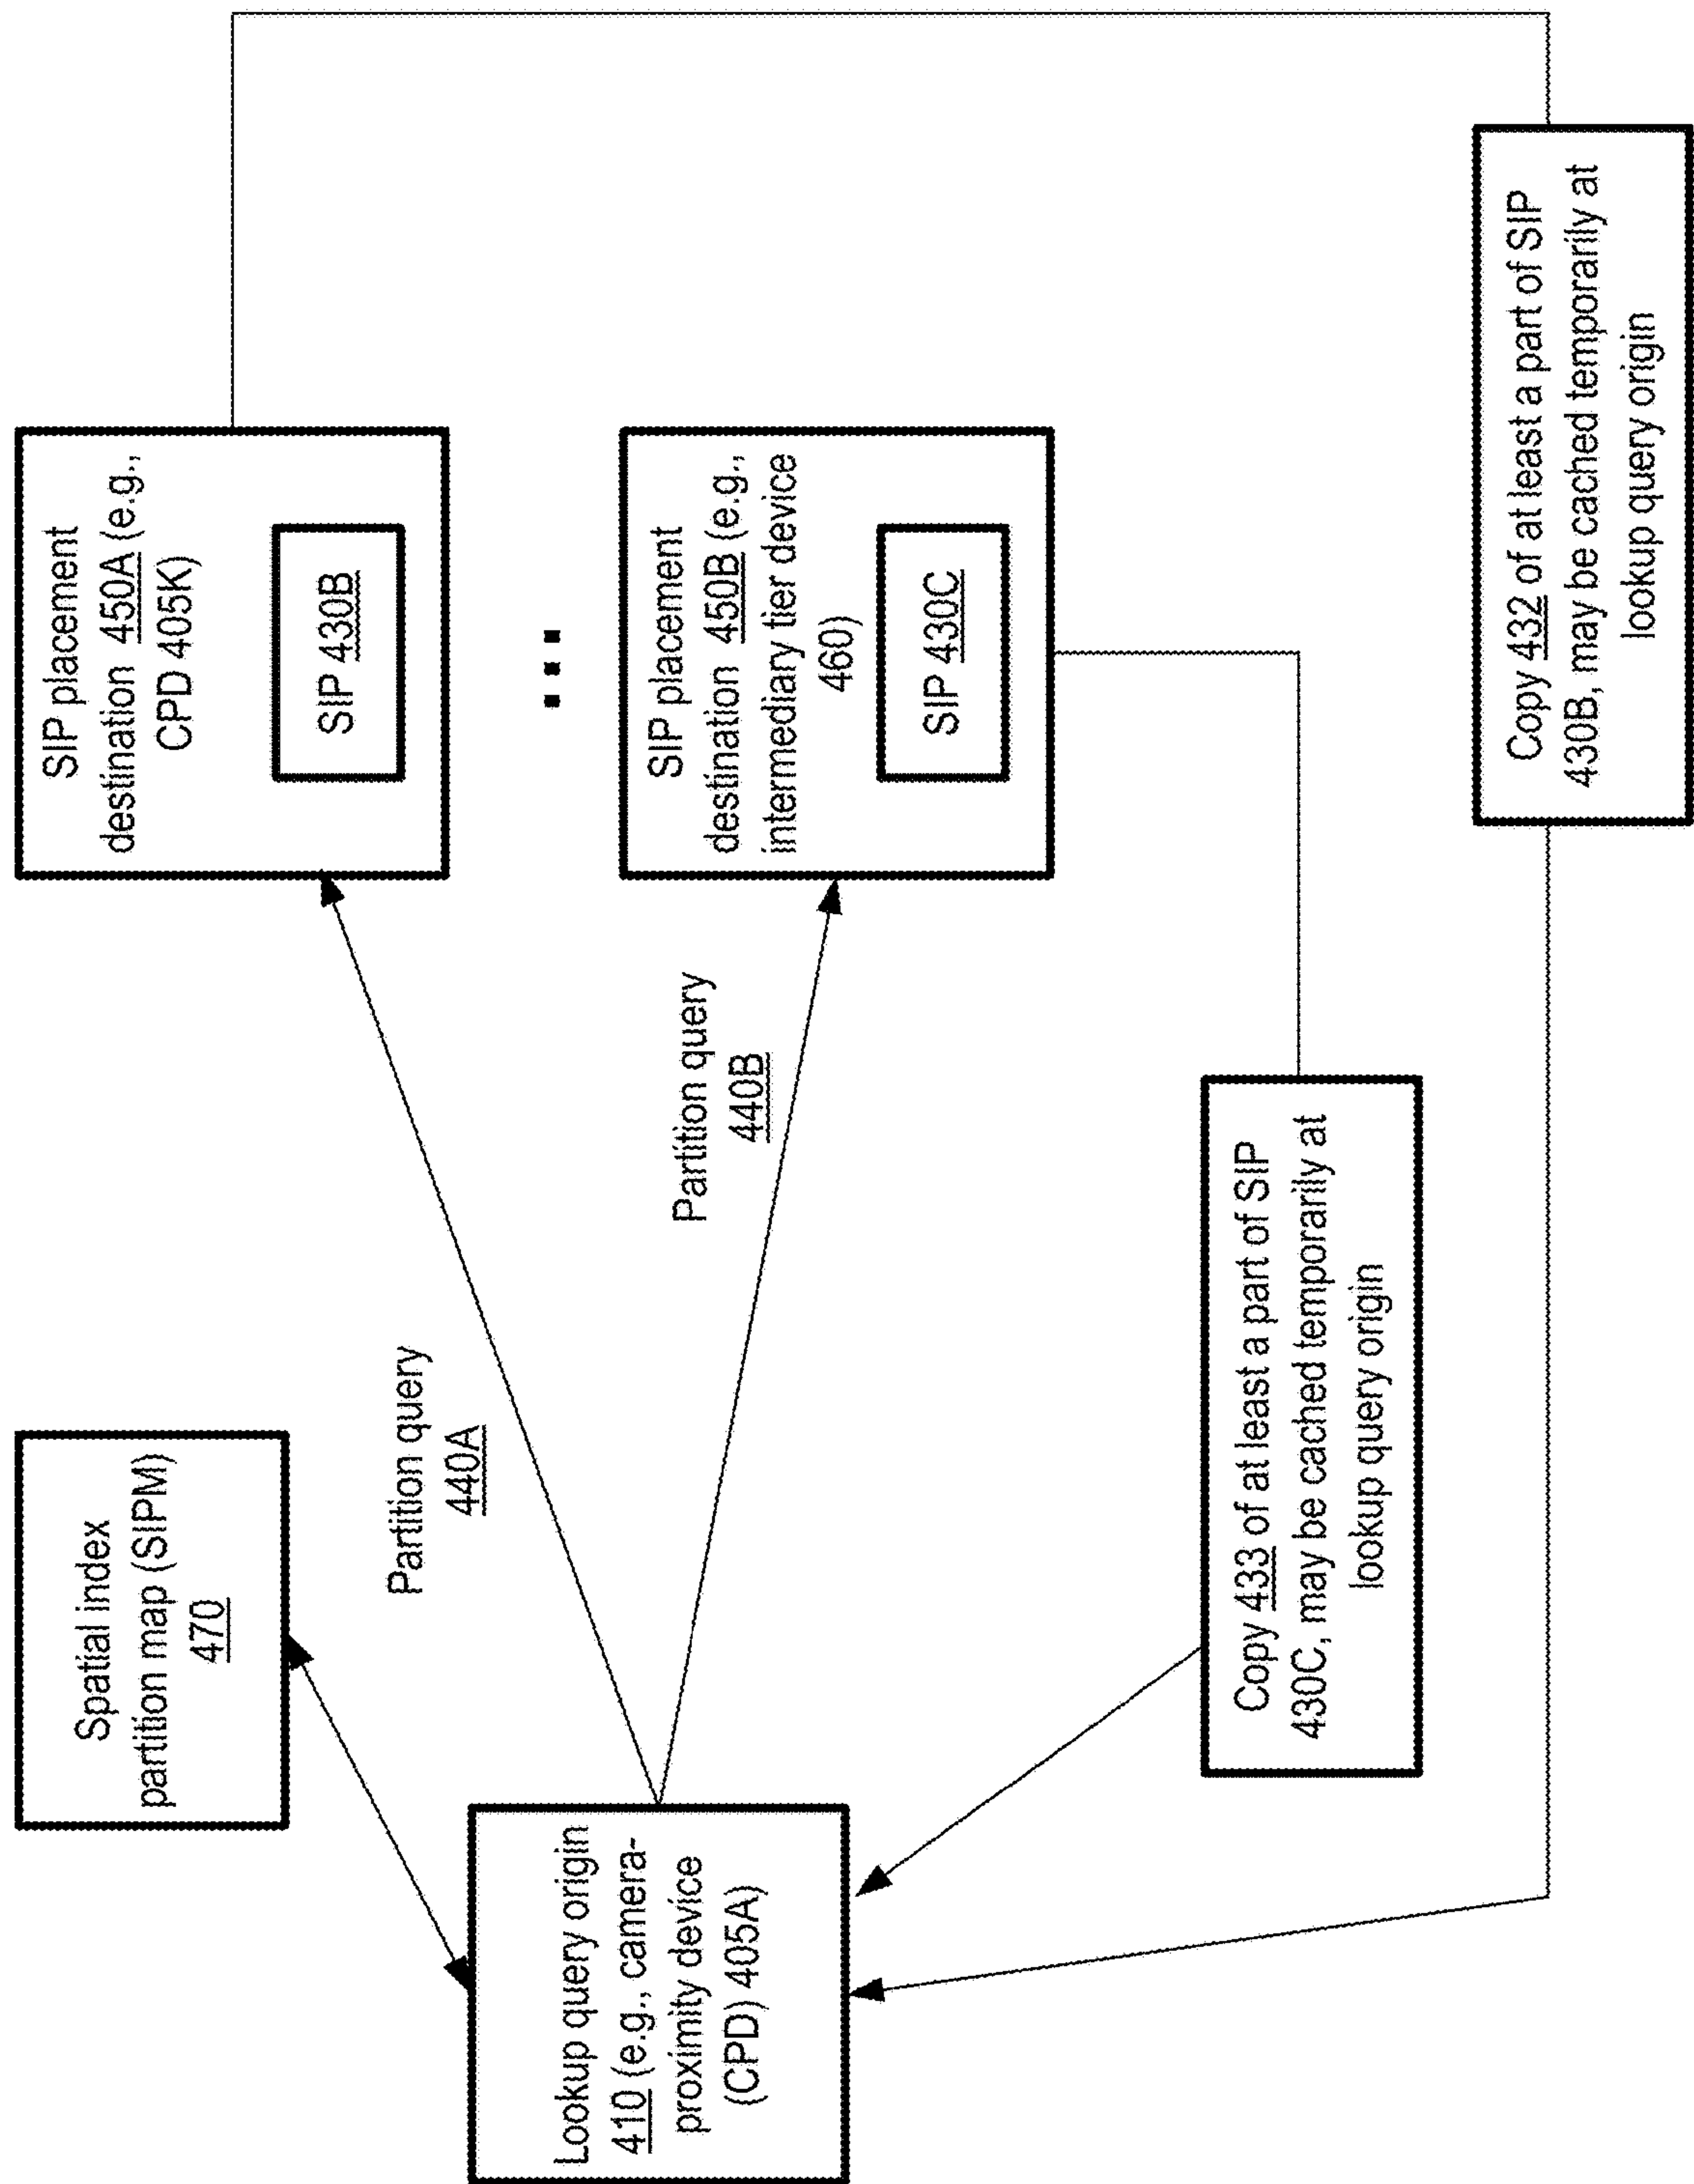 Spatial index
partition map (SIPM)
470
SIP placement
destination 450A (e.g.,
CPD 405K)
SIP 430B
Partition query
440A
Lookup query origin
410 (e.g., camera-
proximity device
(CPD) 405A)
Partition query
440B
SIP placement
destination 450B (e.g.,
intermediary tier device
460)
SIP 430C
Copy 433 of at least a part of SIP
430C, may be cached temporarily at
lookup query origin
Copy 432 of at least a part of SIP
430B, may be cached temporarily at
lookup query origin